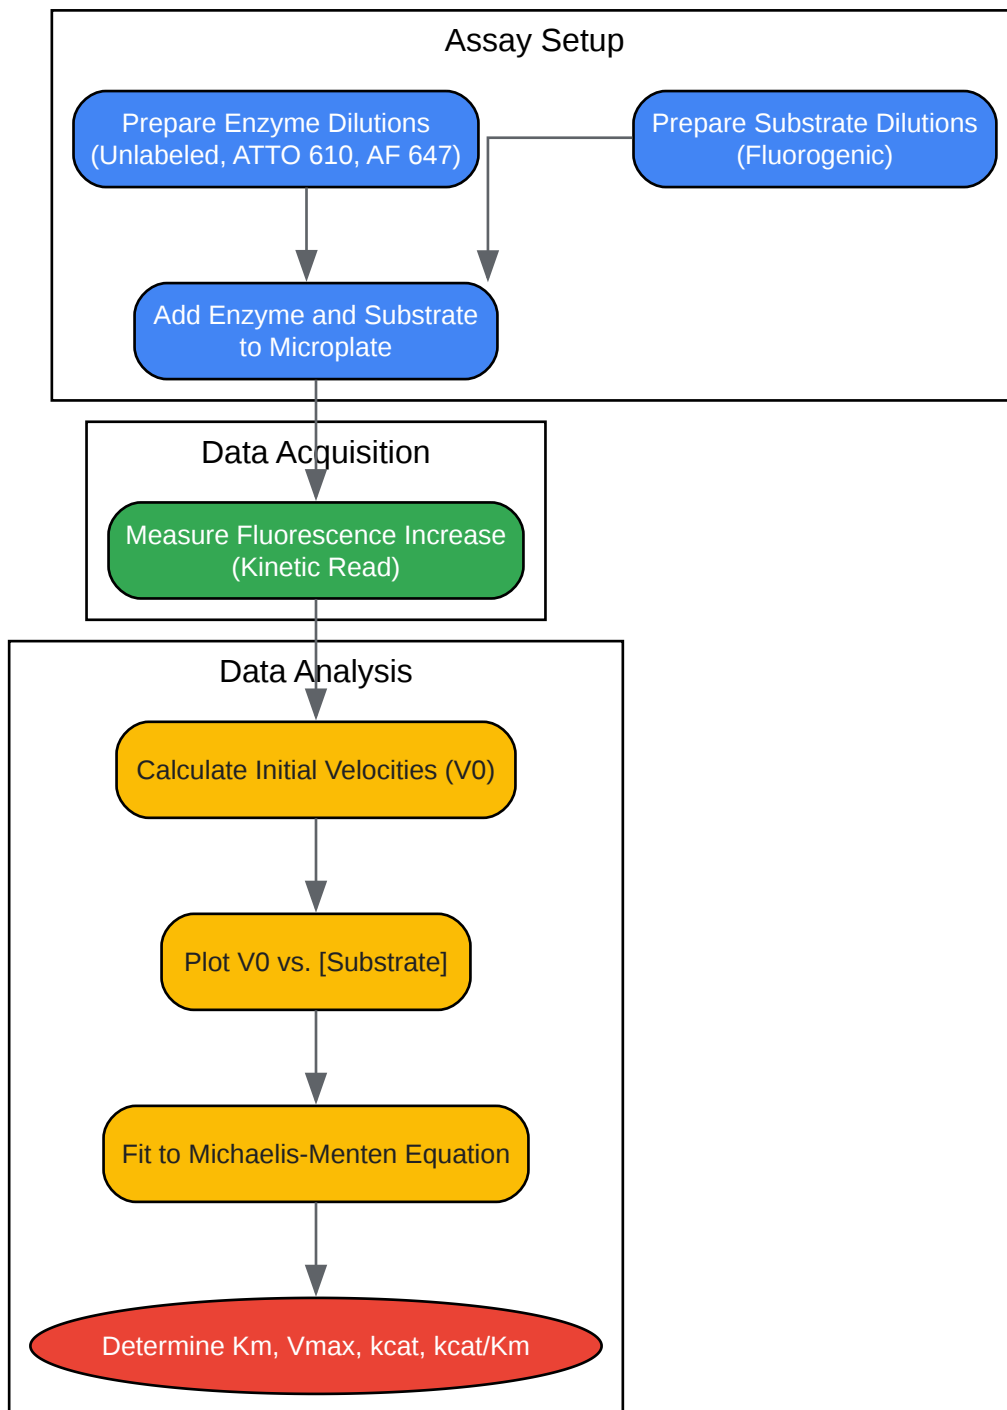 Assay Setup
Prepare Enzyme Dilutions
(Unlabeled, ATTO 610, AF 647)
Prepare Substrate Dilutions
(Fluorogenic)
Add Enzyme and Substrate
to Microplate
Data Acquisition
Measure Fluorescence Increase
(Kinetic Read)
Data Analysis
Calculate Initial Velocities (V0)
Plot V0 vs. [Substrate]
Fit to Michaelis-Menten Equation
Determine Km, Vmax, kcat, kcat/Km